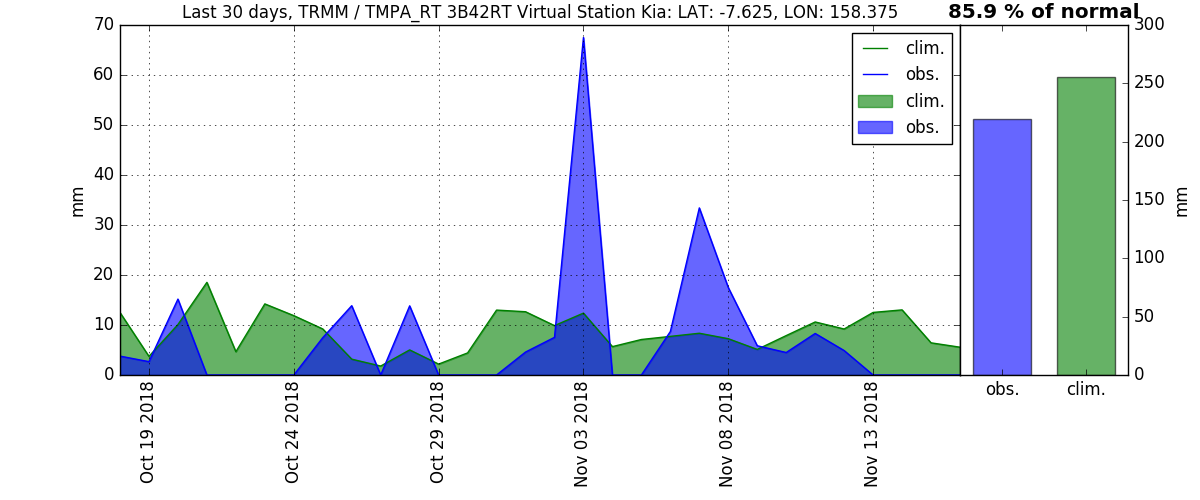 Last 30 days, TRMM / TMPA_RT 3B42RT Virtual Station Kia: LAT: -7.625, LON: 158.375
85.9 % of normal
70
60
50
40
30
20
10
0
mm
clim.
obs.
clim.
obs.
Oct 19 2018
Oct 24 2018
Oct 29 2018
Nov 03 2018
Nov 08 2018
Nov 13 2018
300
250
200
150
100
50
0
mm
obs.
clim.